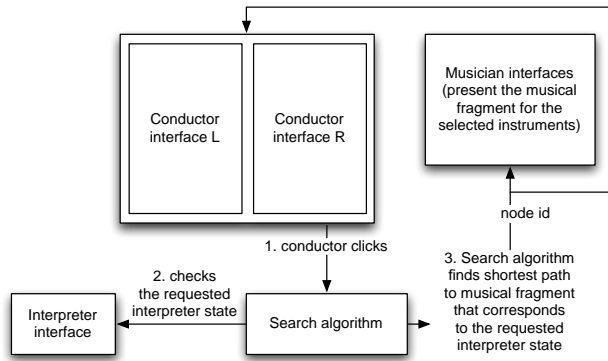 Conductor
interface L
Conductor
interface R
Musician interfaces
(present the musical
fragment for the
selected instruments)
node id
1. conductor clicks
2. checks
the requested
interpreter state
3. Search algorithm
finds shortest path
to musical fragment
that corresponds
to the requested
interpreter state
Interpreter
interface
Search algorithm